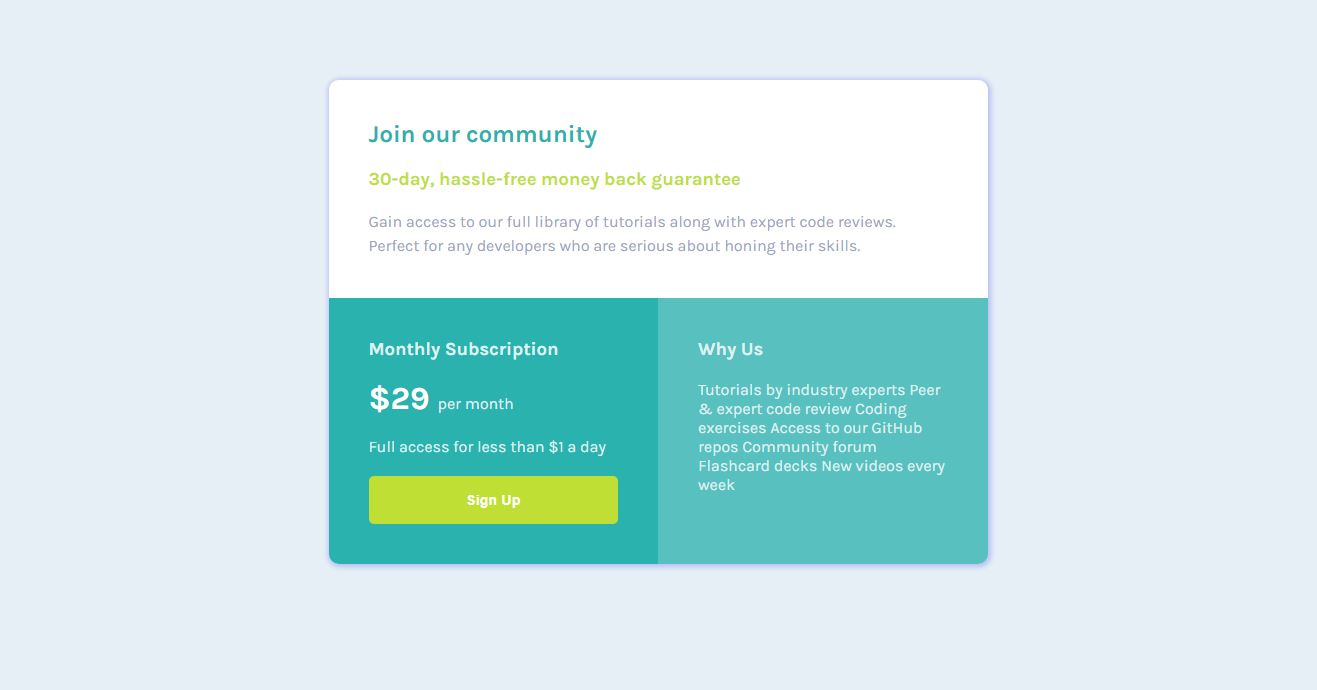 Join our community
30-day, hassle-free money back guarantee
Gain access to our full library of tutorials along with expert code reviews.
Perfect for any developers who are serious about honing their skills.
Monthly Subscription
$29 per month
Full access for less than $1 a day
Sign Up
Why Us
Tutorials by industry experts Peer
& expert code review Coding
exercises Access to our GitHub
repos Community forum
Flashcard decks New videos every
week